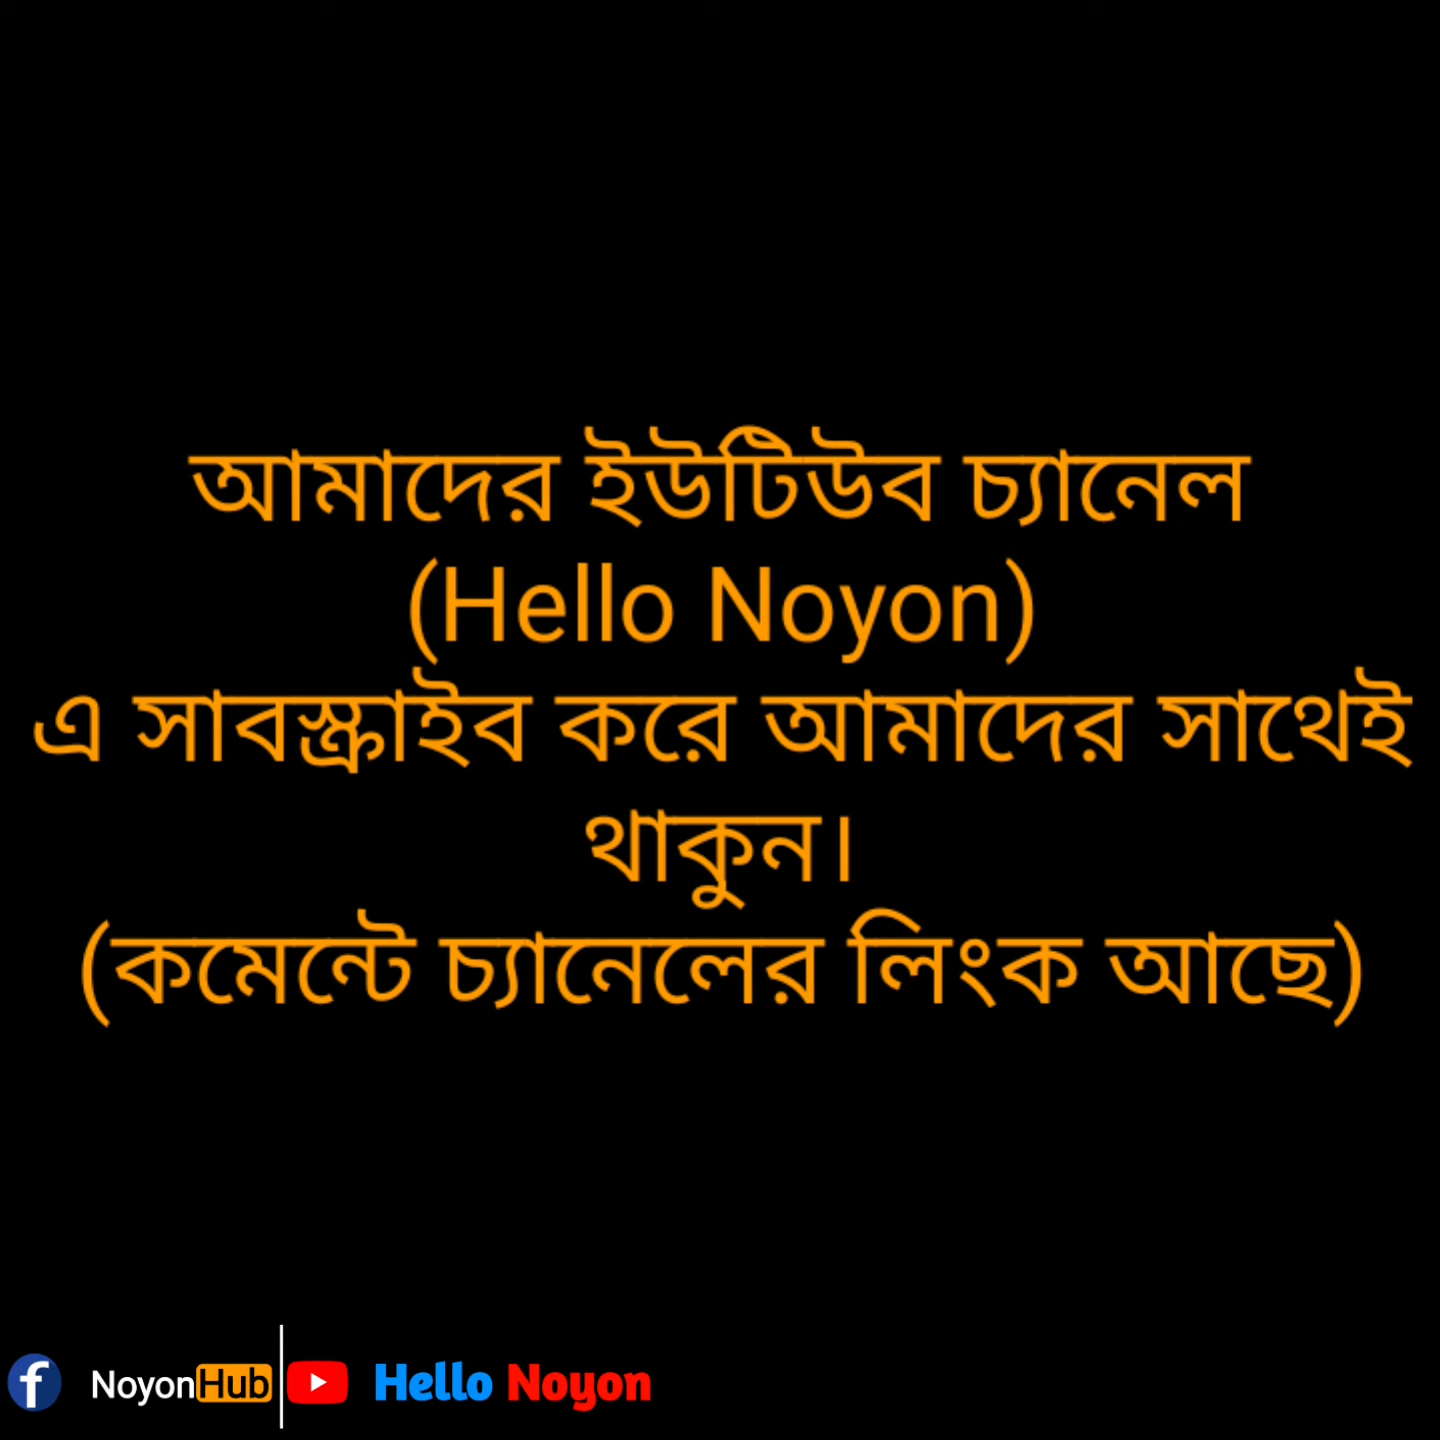 আমাদের ইউটিউব চ্যানেল
(Hello Noyon)
এ সাবস্ক্রাইব করে আমাদের সাথেই
থাকুন।
(কমেন্টে চ্যানেলের লিংক আছে)
f NoyonHub Hello Noyon